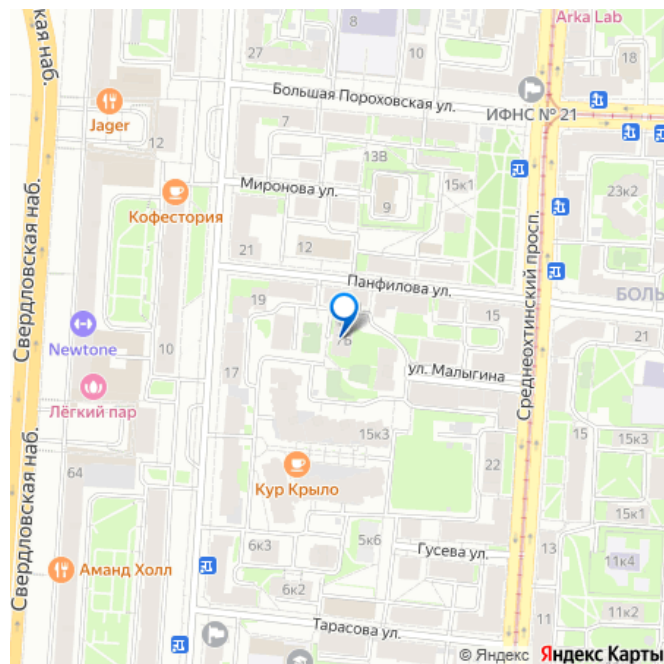 Arka Lab
кая наб.
8
27
10
18
Большая Пороховская ул.
ИФНС № 21
Jager
7
12
13В
Миронова ул.
15к1
23к2
Кофестория
9
21
12
Панфилова ул.
БОЛЬ
Свердловская наб.
19
15
Среднеохтинский просп.
Newtone
10
7Б
21
17
ул. Малыгина
Лёгкий пар
15к3
15
15к3
Кур Крыло
22
64
Свердловская наб.
15к1
5к6
6к3
Гусева ул.
13
11к4
Аманд Холл
6к2
11
11к2
Тарасова ул.
© Яндекс Яндекс Карты